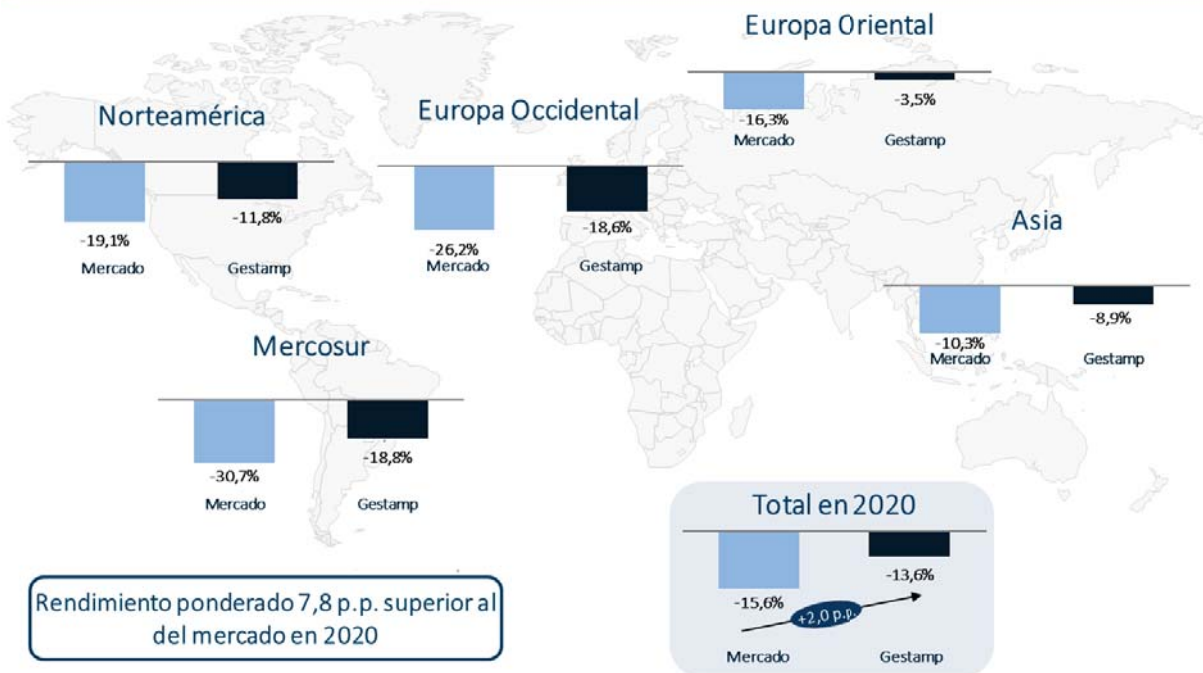 Europa Oriental
-16,3%
Mercado
-3,5%
Gestamp
Norteamérica
-19,1%
Mercado
-11,8%
Gestamp
Europa Occidental
-26,2%
Mercado
-18,6%
Gestamp
Asia
-10,3%
Mercado
-8,9%
Gestamp
Mercosur
-30,7%
Mercado
-18,8%
Gestamp
Total en 2020
-15,6%
Mercado
-13,6%
Gestamp
+2,0 p.p.
Rendimiento ponderado 7,8 p.p. superior al
del mercado en 2020